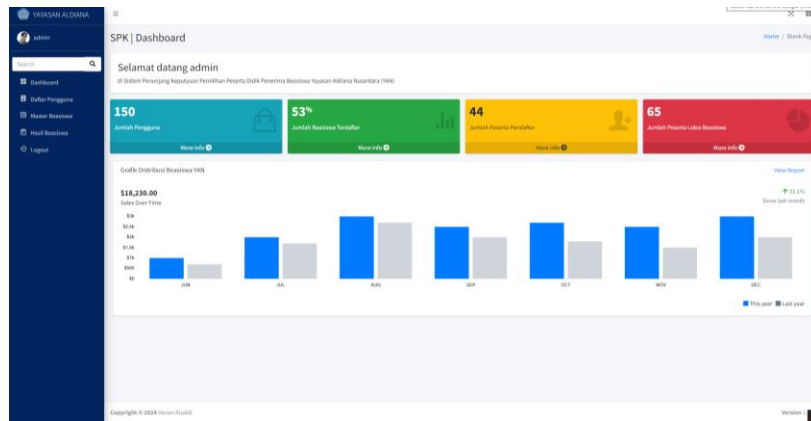 YAYASAN ALDIANA
admin
Search
Dashboard
Daftar Pengguna
Master Beasiswa
Hasil Beasiswa
Logout
SPK | Dashboard
Home / Blank Pag
Selamat datang admin
di Sistem Penunjang Keputusan Pemilihan Peserta Didik Penerima Beasiswa Yayasan Aldiana Nusantara (YAN)
150
Jumlah Pengguna
More info
53%
Jumlah Beasiswa Terdaftar
More info
44
Jumlah Peserta Pendaftar
More info
65
Jumlah Peserta Lolos Beasiswa
More info
Grafik Distribusi Beasiswa YAN
View Report
$18,230.00
Sales Over Time
33.1%
Since last month
$3k
$2.5k
$2k
$1.5k
$1k
$500
$0
JUN JUL AUG SEP OCT NOV DEC
This year Last year
Copyright © 2024 Devan Rizaldi.
Version